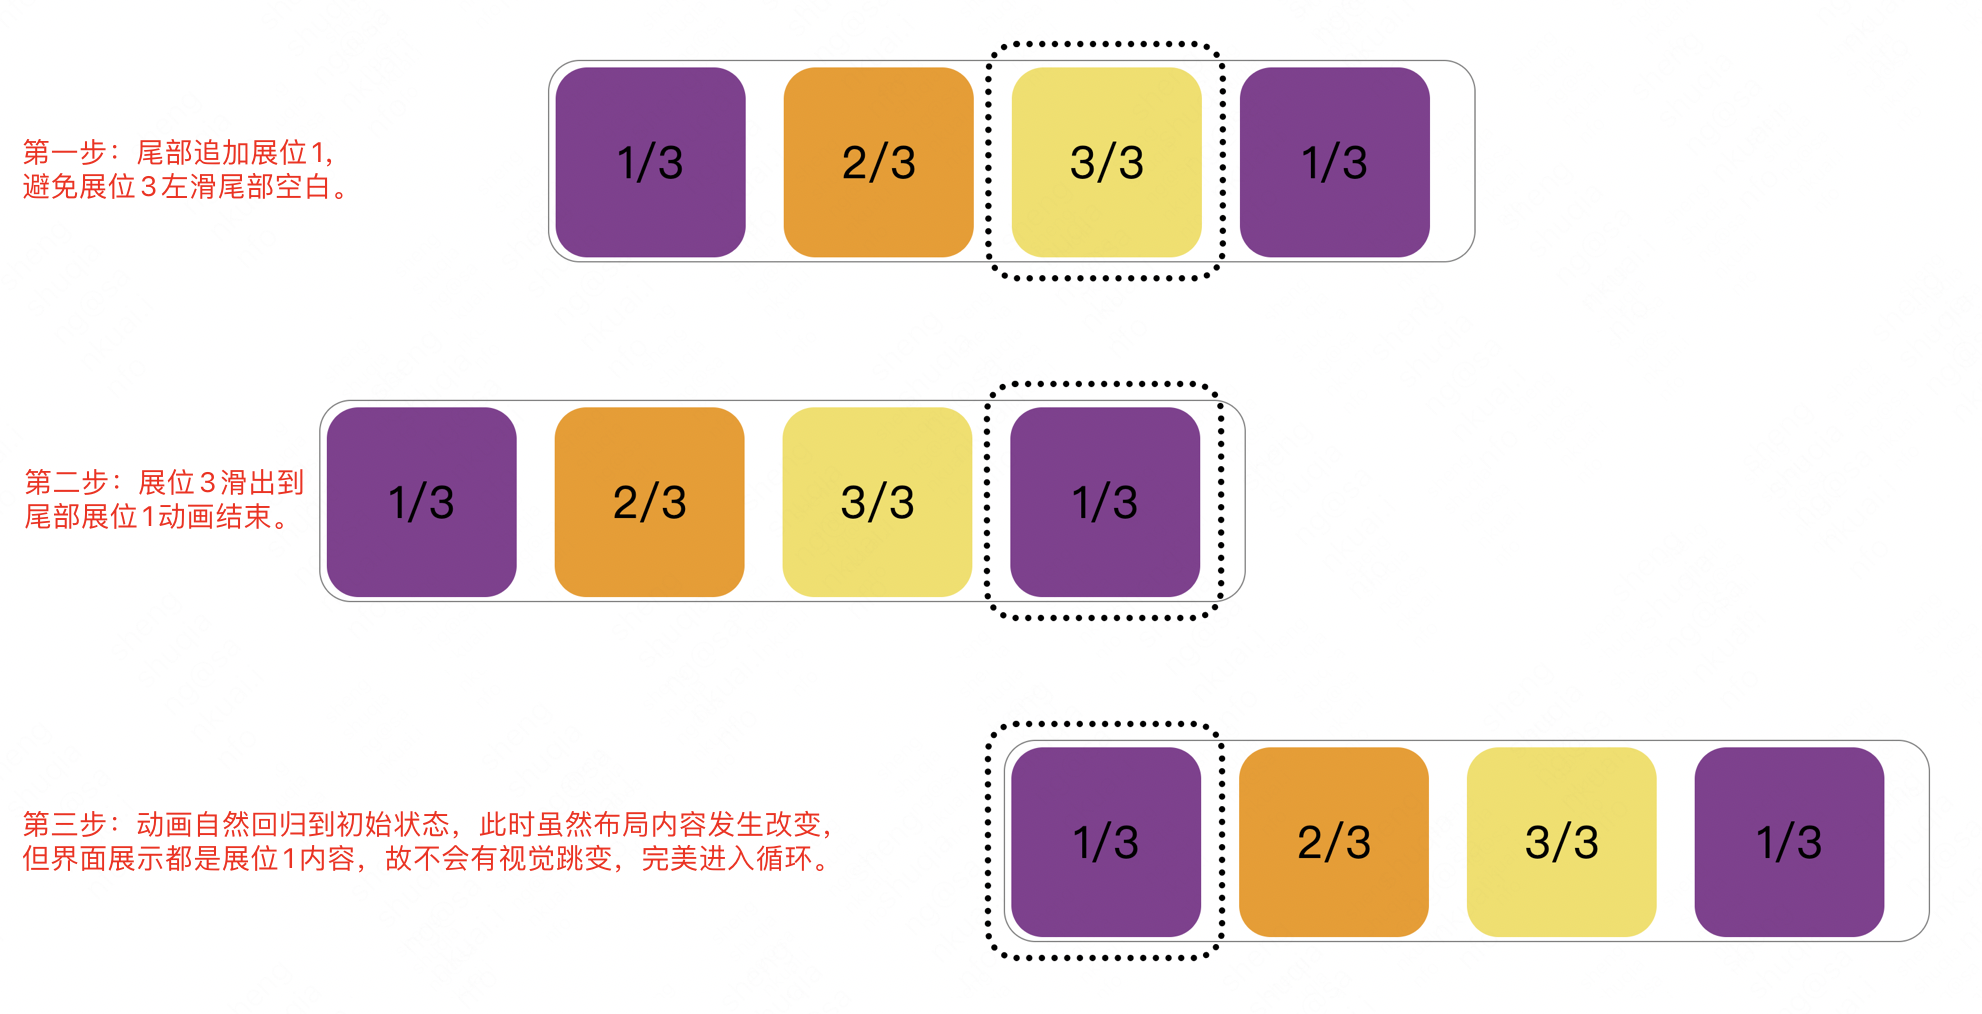 1/3 2/3 3/3 1/3
第一步：尾部追加展位1，
避免展位3左滑尾部空白。
1/3 2/3 3/3 1/3
第二步：展位3滑出到
尾部展位1动画结束。
1/3 2/3 3/3 1/3
第三步：动画自然回归到初始状态，此时虽然布局内容发生改变，
但界面展示都是展位1内容，故不会有视觉跳变，完美进入循环。